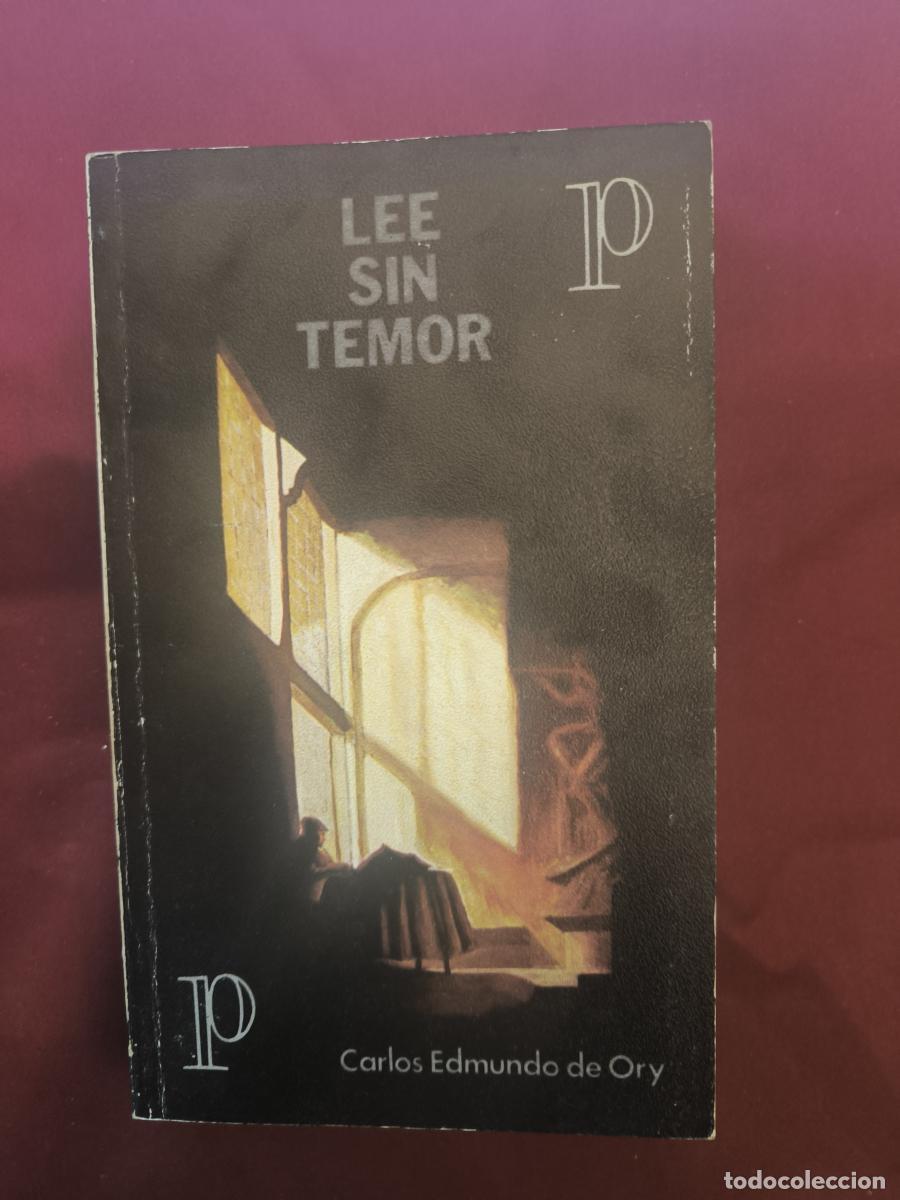 LEE
SIN
TEMOR
P
P
Carlos Edmundo de Ory
todocoleccion